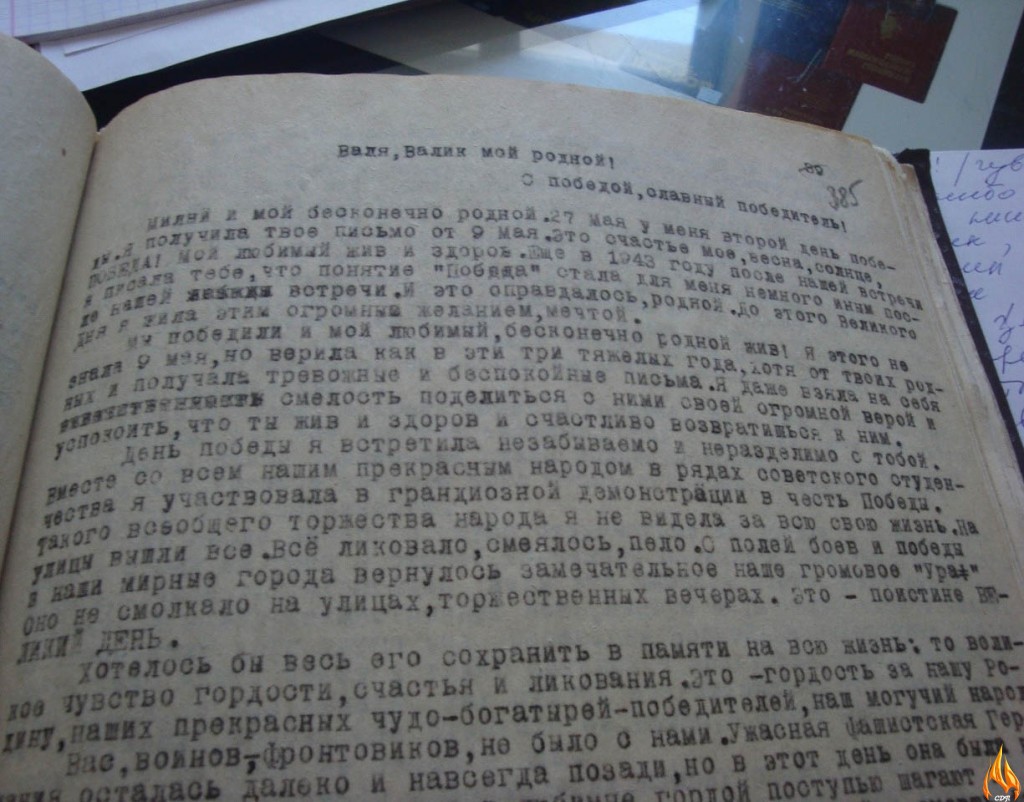 Валя,Валик мой родной!
80
385
С победой,славный победитель!
Милый и мой бесконечно родной.27 мая у меня второй день побе-
ды.Я получила твое письмо от 9 мая.Это счастье мое,весна,солнце,
ПОБЕДА! Мой любимый жив и здоров.Еще в 1943 году после нашей встречи
я писала тебе,что понятие "Победа" стала для меня немного иным пос-
ле нашей встречи.И это оправдалось,родной.До этого Великого
дня я жила этим огромным желанием,мечтой.
Мы победили и мой любимый,бесконечно родной жив! Я этого не
знала 9 мая,но верила как в эти три тяжелых года,хотя от твоих род-
ных и получала тревожные и беспокойные письма.Я даже взяла на себя
смелость поделиться с ними своей огромной верой и
успокоить,что ты жив и здоров и счастливо возвратишься к ним.
День победы я встретила незабываемо и неразделимо с тобой.
Вместе со всем нашим прекрасным народом в рядах советского студен-
чества я участвовала в грандиозной демонстрации в честь Победы.
Такого всеобщего торжества народа я не видела за всю свою жизнь.На
улицы вышли все.Всё ликовало,смеялось,пело.С полей боев и победы
в наши мирные города вернулось замечательное наше громовое "Ура!"
Оно не смолкало на улицах,торжественных вечерах. Это - поистине ВЕ-
ЛИКИЙ ДЕНЬ.
Хотелось бы весь его сохранить в памяти на всю жизнь: то вели-
кое чувство гордости,счастья и ликования.Это -гордость за нашу Ро-
дину,наших прекрасных чудо-богатырей-победителей,наш могучий народ
Вас,воинов-фронтовиков,не было с нами.Ужасная фашистская Гер
мания осталась далеко и навсегда позади,но в этот день она была
любимые гордой поступью шагают
CDR